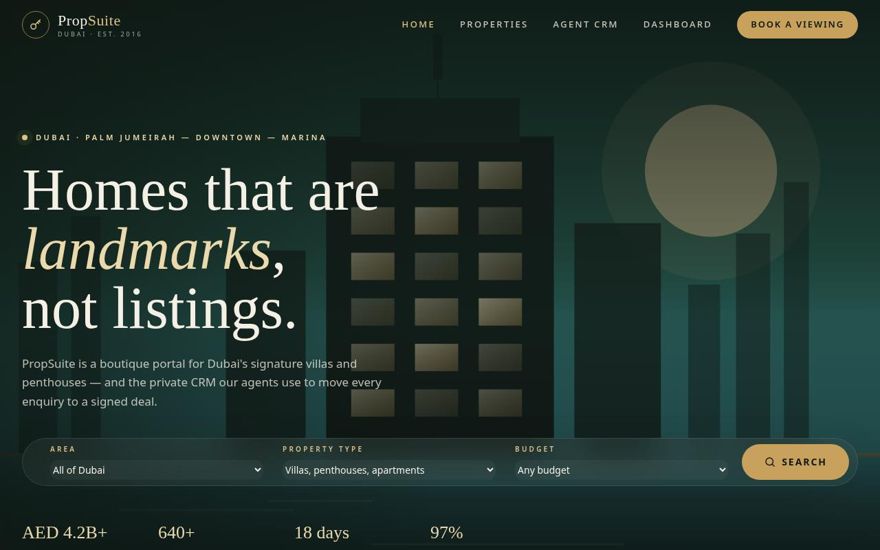 PropSuite
DUBAI · EST. 2016
HOME
PROPERTIES
AGENT CRM
DASHBOARD
BOOK A VIEWING
DUBAI · PALM JUMEIRAH — DOWNTOWN — MARINA
Homes that are
landmarks,
not listings.
PropSuite is a boutique portal for Dubai's signature villas and
penthouses — and the private CRM our agents use to move every
enquiry to a signed deal.
AREA
All of Dubai
PROPERTY TYPE
Villas, penthouses, apartments
BUDGET
Any budget
SEARCH
AED 4.2B+
640+
18 days
97%